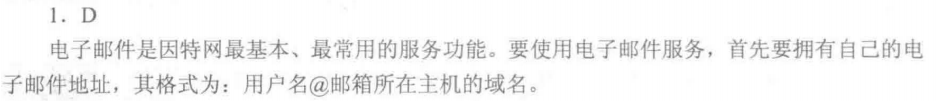 1．D
电子邮件是因特网最基本、最常用的服务功能。要使用电子邮件服务，首先要拥有自己的电
子邮件地址，其格式为：用户名@邮箱所在主机的域名。